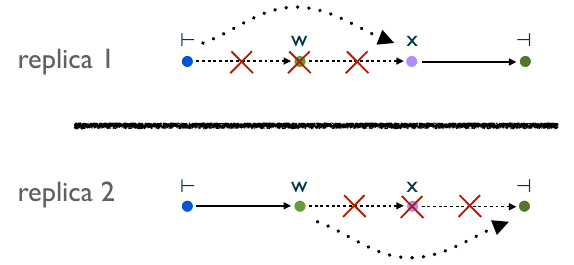 ⊢ w x ⊣
replica 1
⊢ w x ⊣
replica 2